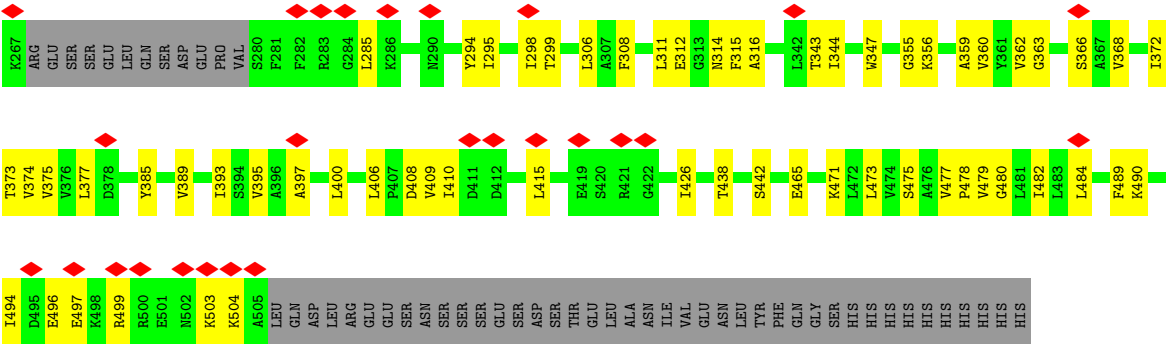 K267 ARG GLU SER SER GLU LEU GLN SER ASP GLU PRO VAL S280 F281 F282 R283 G284 L285 K286 N290 Y294 I295 I298 T299 L306 A307 F308 L311 E312 G313 N314 F315 A316 L342 T343 I344 W347 G355 K356 A359 V360 Y361 V362 G363 S366 A367 V368 I372
T373 V374 V375 V376 L377 D378 Y385 V389 I393 S394 V395 A396 A397 L400 L406 P407 D408 V409 I410 D411 D412 L415 E419 S420 R421 G422 I426 T438 S442 E465 K471 L472 L473 V474 S475 A476 V477 P478 V479 G480 L481 I482 L483 L484 F489 K490
I494 D495 E496 E497 K498 R499 R500 E501 N502 K503 K504 A505 LEU GLN ASP LEU ARG GLU GLU SER ASN SER SER SER GLU SER ASP SER THR GLU LEU ALA ASN ILE VAL GLU ASN LEU TYR PHE GLN GLY SER HIS HIS HIS HIS HIS HIS HIS HIS HIS HIS